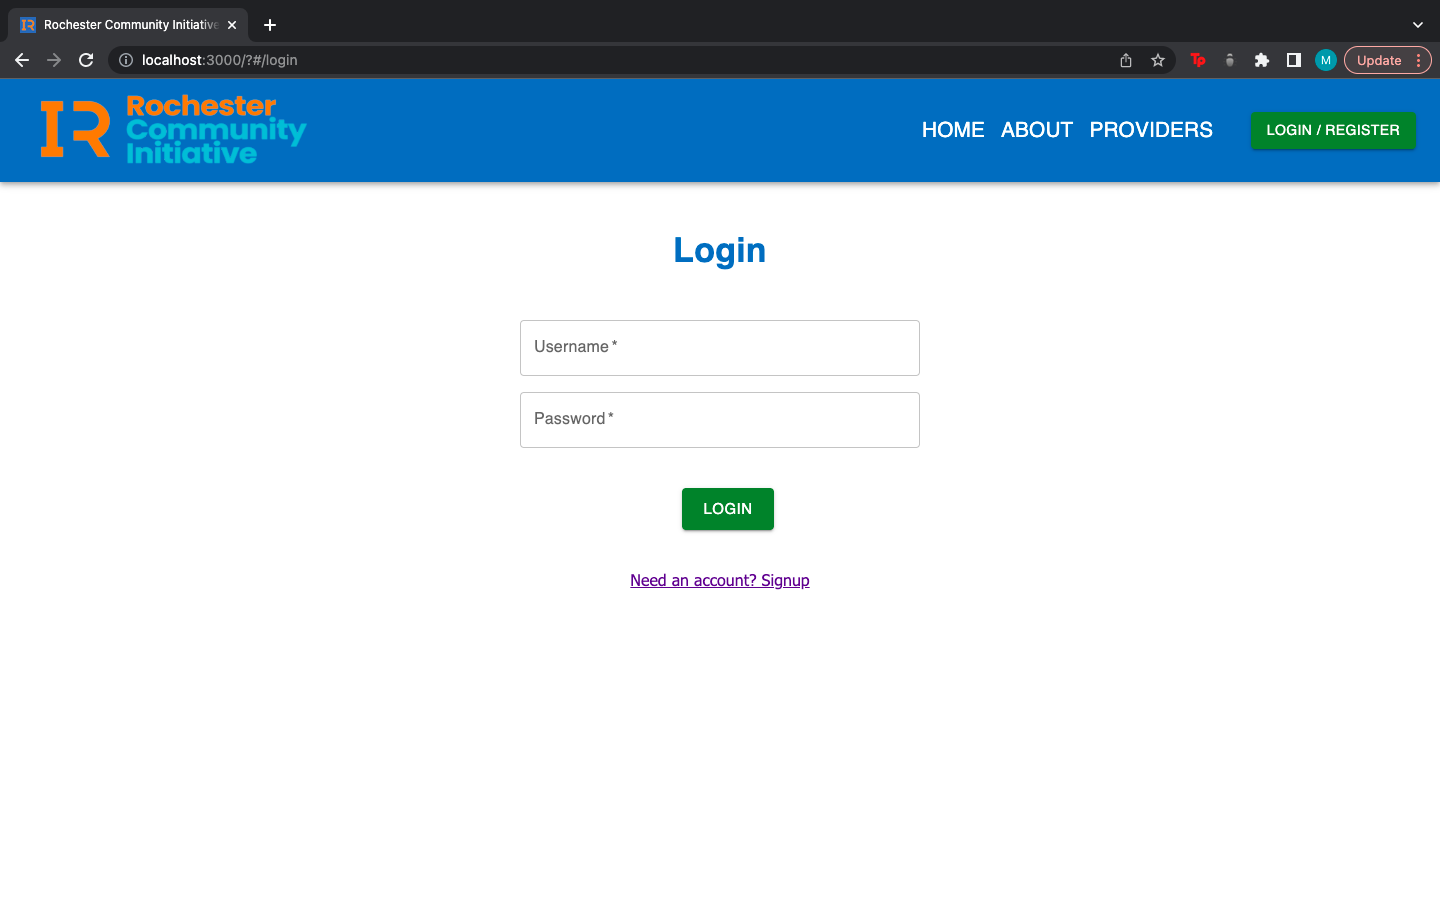 Rochester Community Initiative
localhost:3000/?#/login
Tp
M
Update
IR
Rochester
Community
Initiative
HOME ABOUT PROVIDERS LOGIN / REGISTER
Login
Username *
Password *
LOGIN
Need an account? Signup